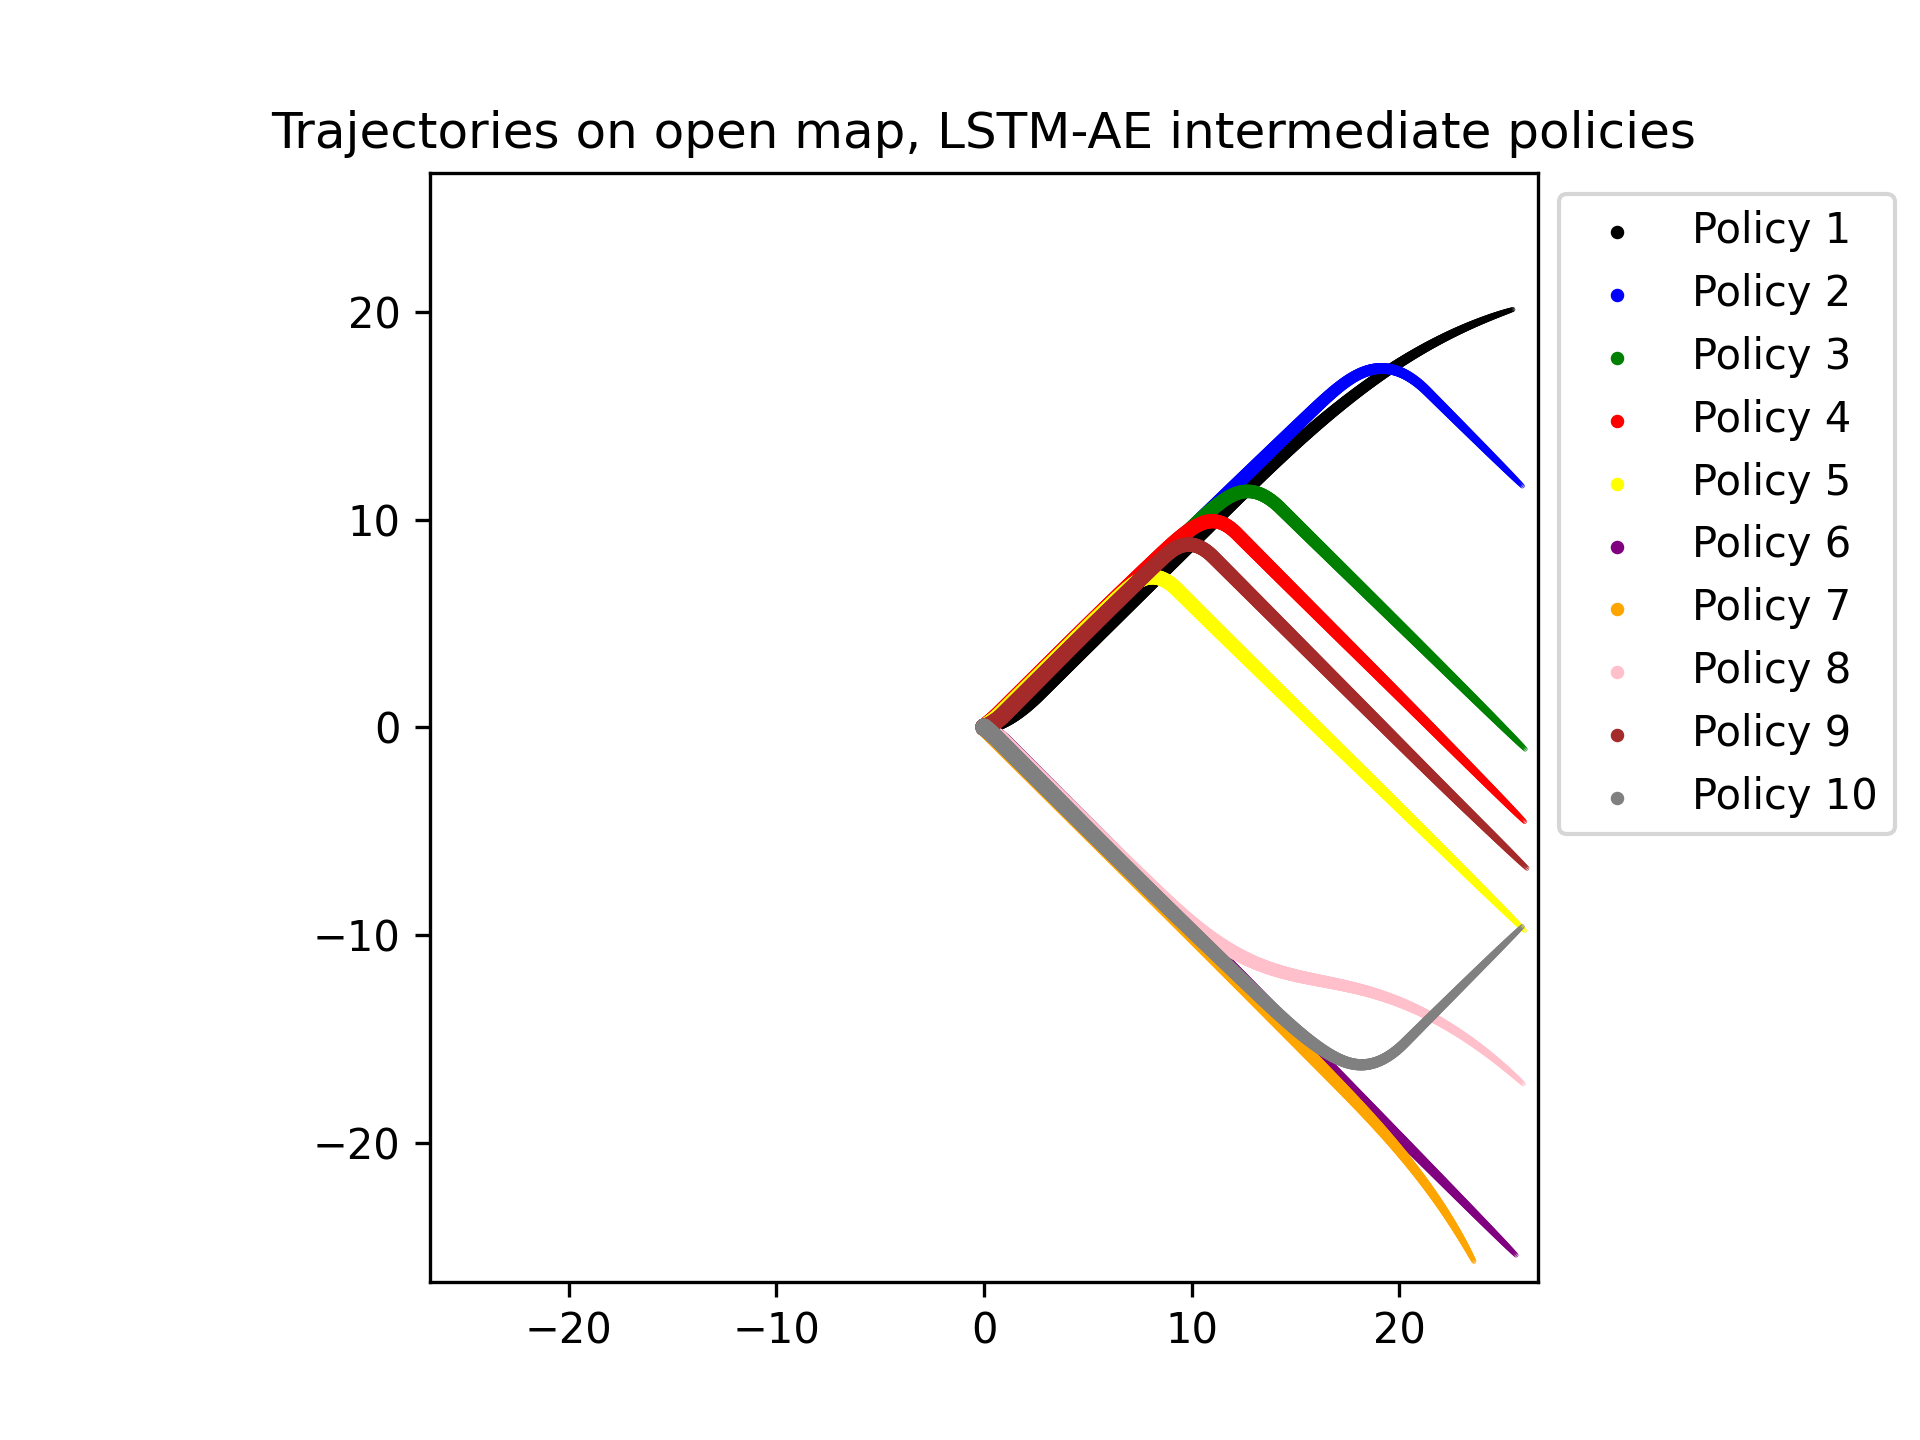 Trajectories on open map, LSTM-AE intermediate policies
20
10
0
−10
−20
−20 −10 0 10 20
Policy 1
Policy 2
Policy 3
Policy 4
Policy 5
Policy 6
Policy 7
Policy 8
Policy 9
Policy 10